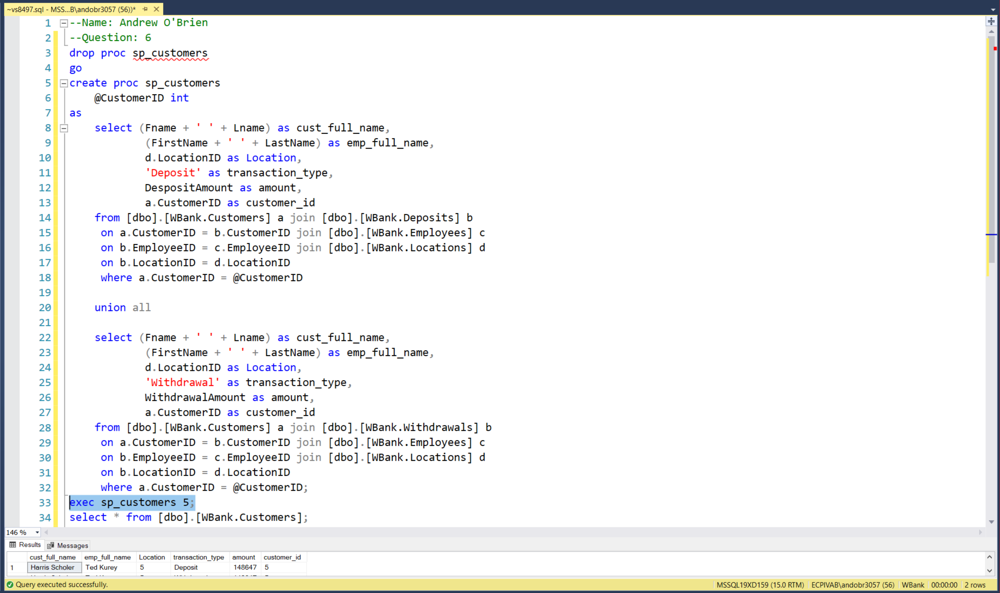 ~vs8497.sql - MSS...B\andobr3057 (56))*
1 --Name: Andrew O'Brien
2 --Question: 6
3 drop proc sp_customers
4 go
5 create proc sp_customers
6 @CustomerID int
7 as
8 select (Fname + ' ' + Lname) as cust_full_name,
9 (FirstName + ' ' + LastName) as emp_full_name,
10 d.LocationID as Location,
11 'Deposit' as transaction_type,
12 DespositAmount as amount,
13 a.CustomerID as customer_id
14 from [dbo].[WBank.Customers] a join [dbo].[WBank.Deposits] b
15 on a.CustomerID = b.CustomerID join [dbo].[WBank.Employees] c
16 on b.EmployeeID = c.EmployeeID join [dbo].[WBank.Locations] d
17 on b.LocationID = d.LocationID
18 where a.CustomerID = @CustomerID
19
20 union all
21
22 select (Fname + ' ' + Lname) as cust_full_name,
23 (FirstName + ' ' + LastName) as emp_full_name,
24 d.LocationID as Location,
25 'Withdrawal' as transaction_type,
26 WithdrawalAmount as amount,
27 a.CustomerID as customer_id
28 from [dbo].[WBank.Customers] a join [dbo].[WBank.Withdrawals] b
29 on a.CustomerID = b.CustomerID join [dbo].[WBank.Employees] c
30 on b.EmployeeID = c.EmployeeID join [dbo].[WBank.Locations] d
31 on b.LocationID = d.LocationID
32 where a.CustomerID = @CustomerID;
33 exec sp_customers 5;
34 select * from [dbo].[WBank.Customers];
146 %
Results Messages
cust_full_name emp_full_name Location transaction_type amount customer_id
1 Harris Scholer Ted Kurey 5 Deposit 148647 5
Query executed successfully. MSSQL19XD159 (15.0 RTM) ECPIVAB\andobr3057 (56) WBank 00:00:00 2 rows